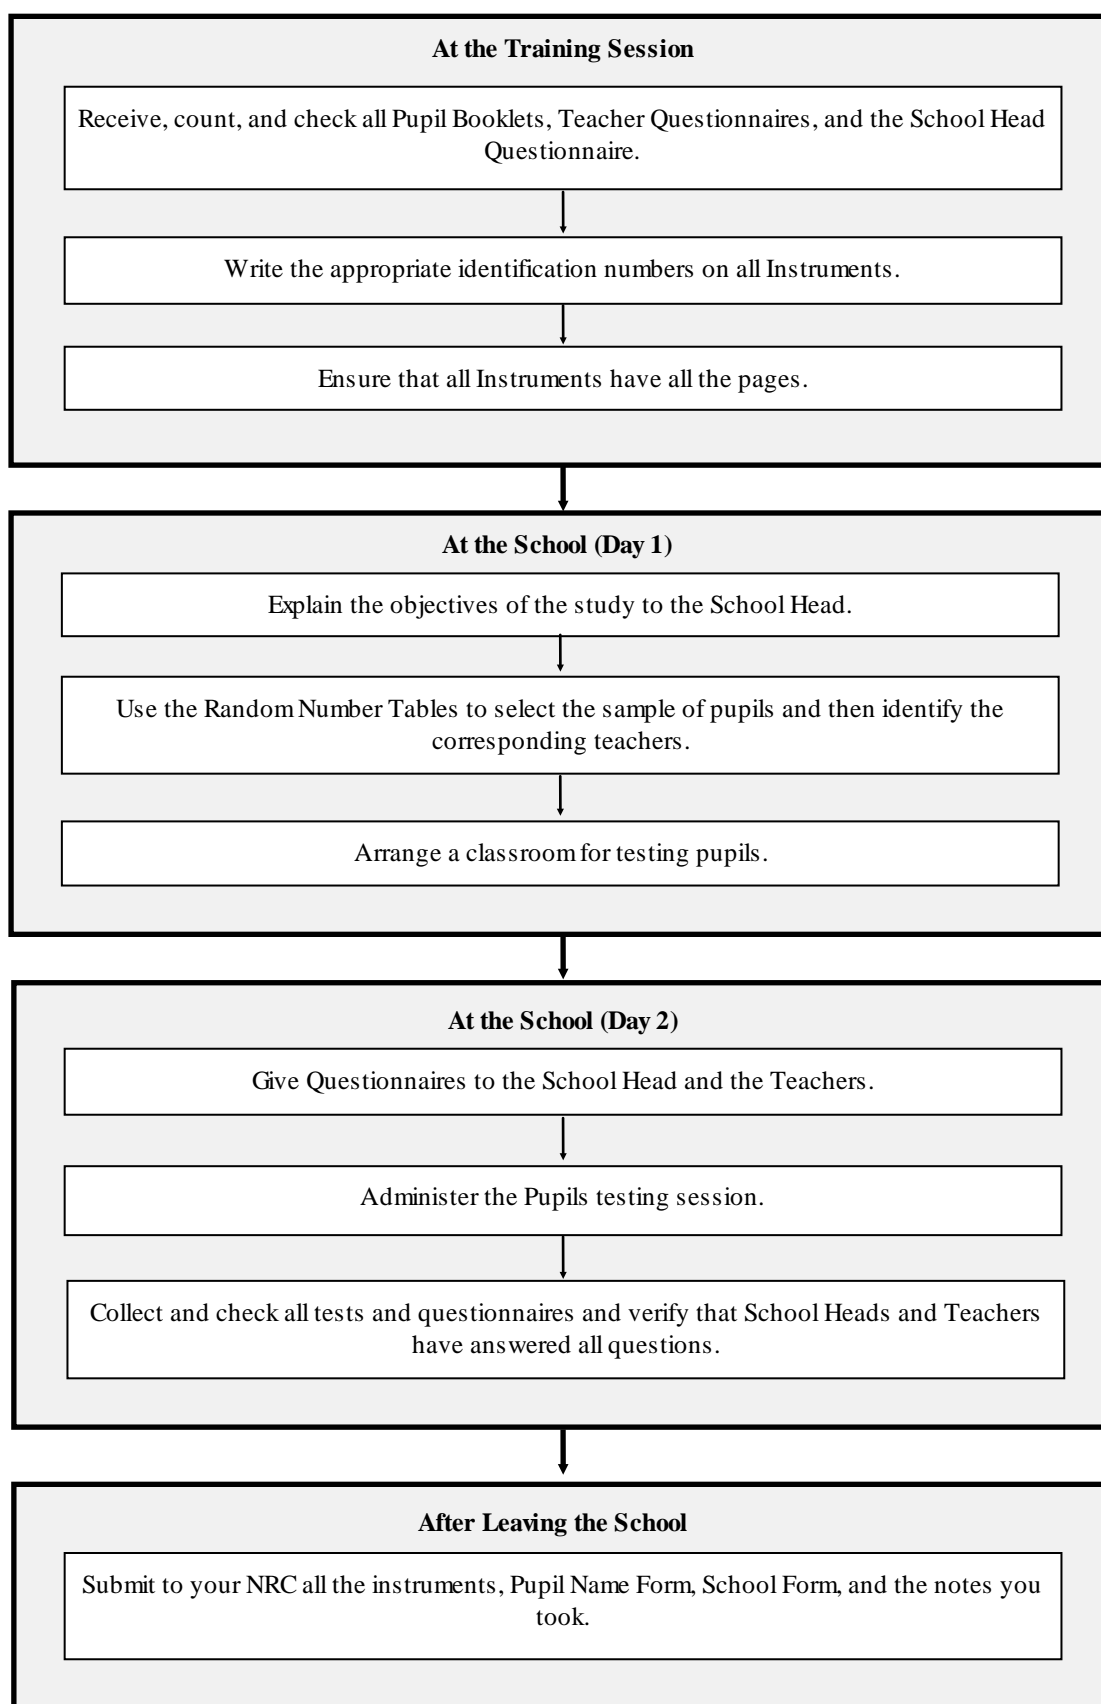 At the Training Session
Receive, count, and check all Pupil Booklets, Teacher Questionnaires, and the School Head
Questionnaire.
Write the appropriate identification numbers on all Instruments.
Ensure that all Instruments have all the pages.
At the School (Day 1)
Explain the objectives of the study to the School Head.
Use the Random Number Tables to select the sample of pupils and then identify the
corresponding teachers.
Arrange a classroom for testing pupils.
At the School (Day 2)
Give Questionnaires to the School Head and the Teachers.
Administer the Pupils testing session.
Collect and check all tests and questionnaires and verify that School Heads and Teachers
have answered all questions.
After Leaving the School
Submit to your NRC all the instruments, Pupil Name Form, School Form, and the notes you
took.